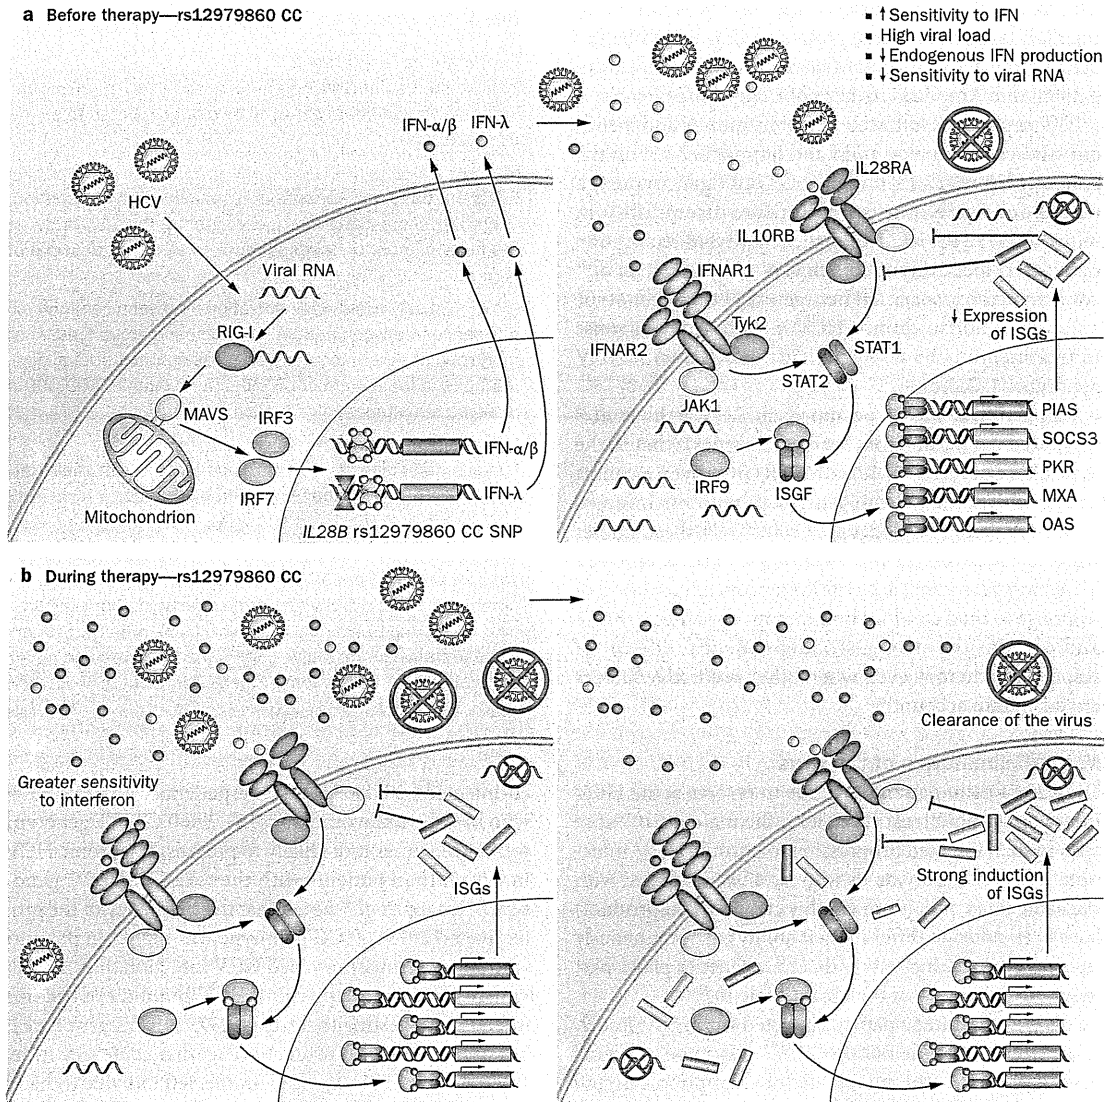 a Before therapy—rs12979860 CC
HCV
Viral RNA
RIG-I
MAVS
IRF3
IRF7
Mitochondrion
IFN-α/β
IFN-λ
IFN-α/β
IFN-λ
IL28B rs12979860 CC SNP
↑ Sensitivity to IFN
High viral load
↓ Endogenous IFN production
↓ Sensitivity to viral RNA
IL28RA
IL10RB
IFNAR1
IFNAR2
Tyk2
JAK1
STAT1
STAT2
IRF9
ISGF
↓ Expression
of ISGs
PIAS
SOCS3
PKR
MXA
OAS
b During therapy—rs12979860 CC
Greater sensitivity
to interferon
ISGs
Clearance of the virus
Strong induction
of ISGs